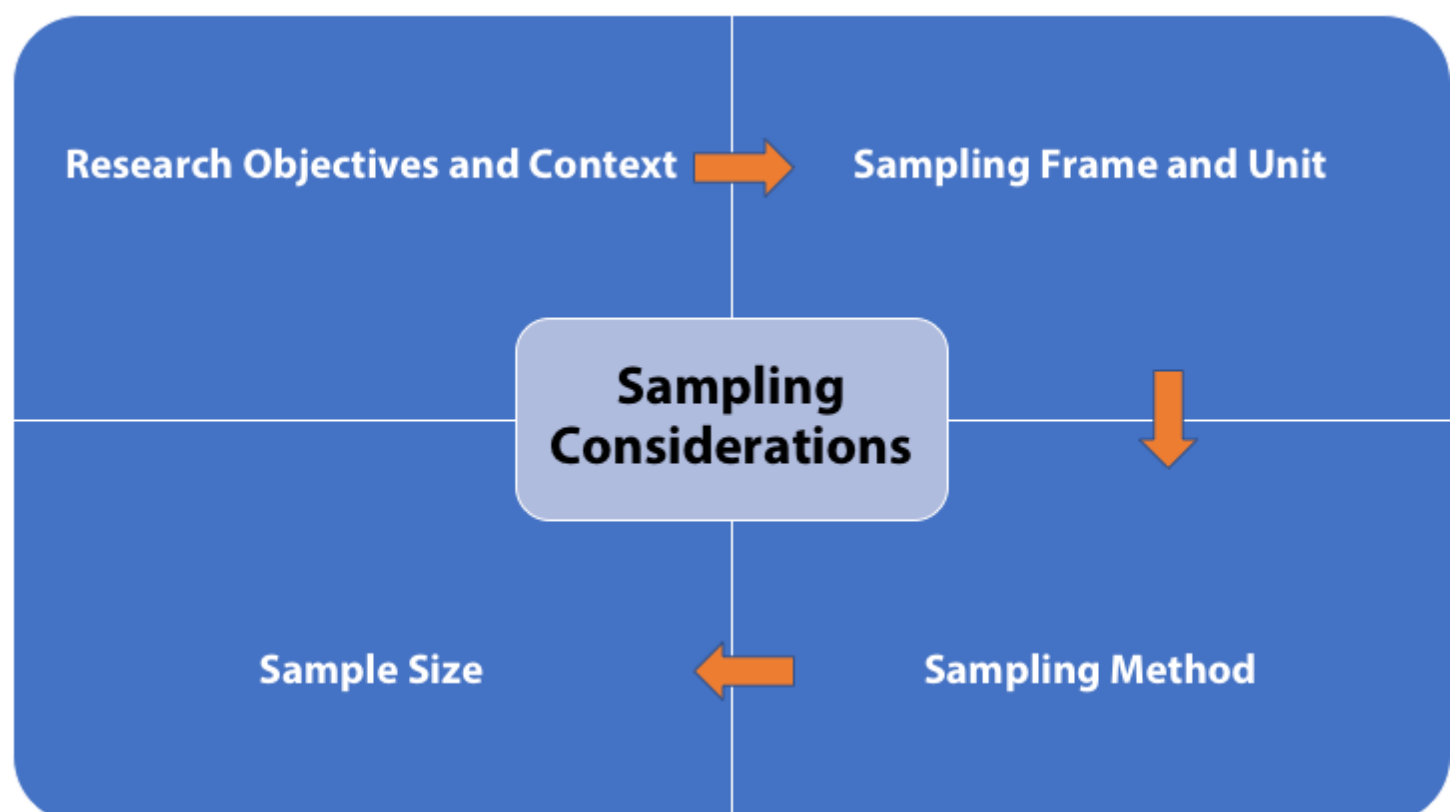 Research Objectives and Context
Sampling Frame and Unit
Sampling
Considerations
Sample Size
Sampling Method